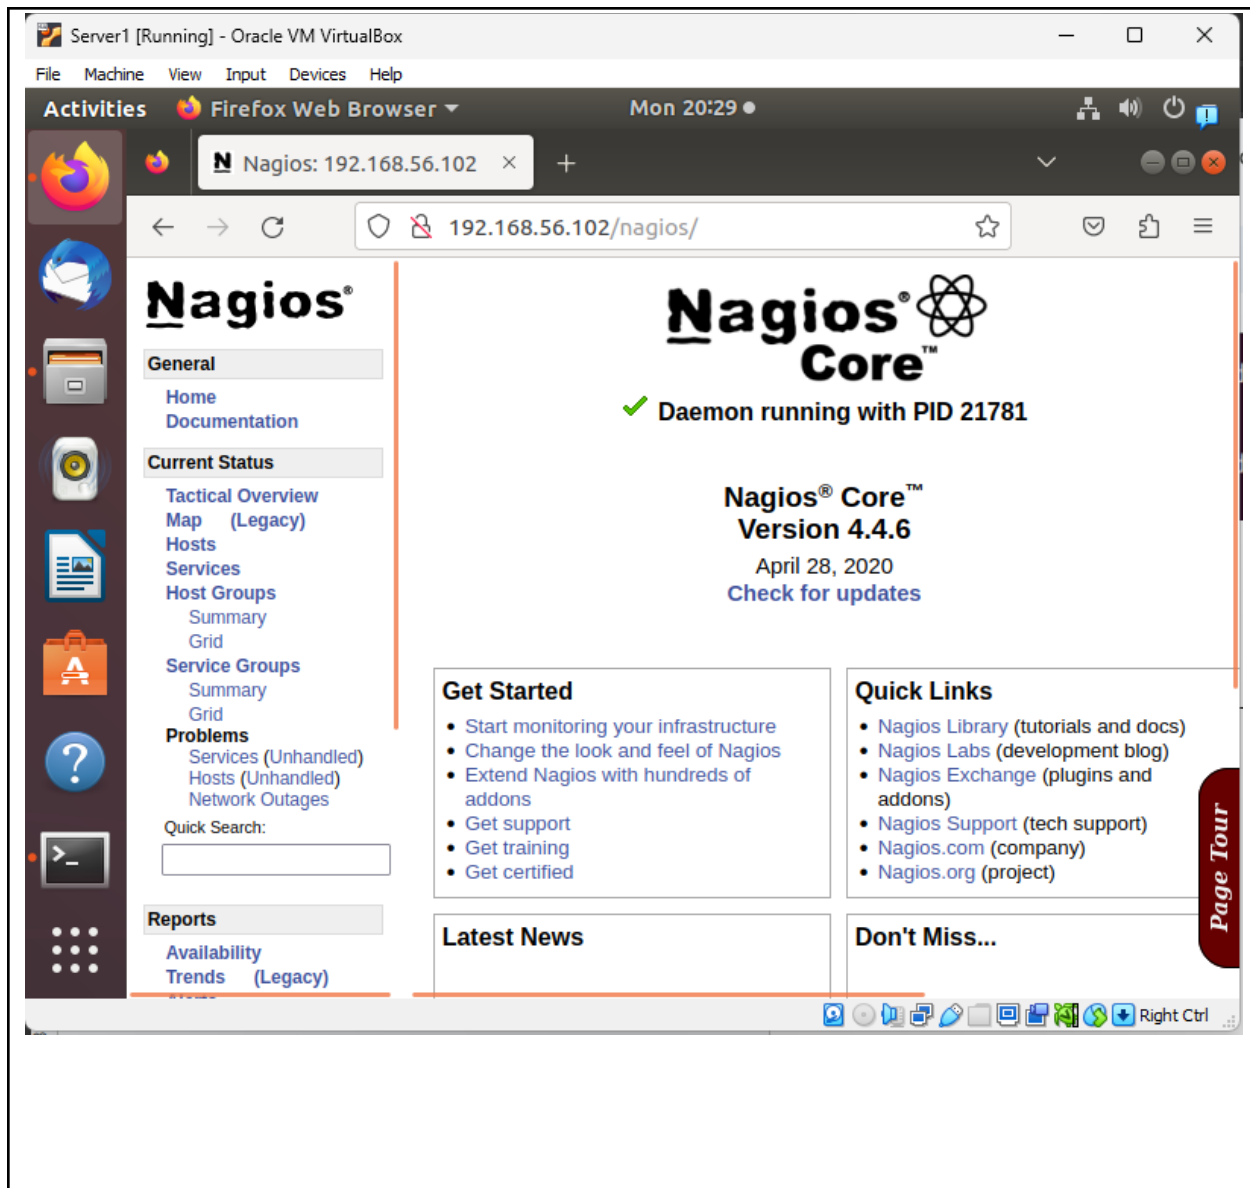 Server1 [Running] - Oracle VM VirtualBox
File Machine View Input Devices Help
Activities Firefox Web Browser Mon 20:29
Nagios: 192.168.56.102
192.168.56.102/nagios/
Nagios®
General
Home
Documentation
Current Status
Tactical Overview
Map (Legacy)
Hosts
Services
Host Groups
Summary
Grid
Service Groups
Summary
Grid
Problems
Services (Unhandled)
Hosts (Unhandled)
Network Outages
Quick Search:
Reports
Availability
Trends (Legacy)
Nagios®
Core™
Daemon running with PID 21781
Nagios® Core™
Version 4.4.6
April 28, 2020
Check for updates
Get Started
Start monitoring your infrastructure
Change the look and feel of Nagios
Extend Nagios with hundreds of
addons
Get support
Get training
Get certified
Quick Links
Nagios Library (tutorials and docs)
Nagios Labs (development blog)
Nagios Exchange (plugins and
addons)
Nagios Support (tech support)
Nagios.com (company)
Nagios.org (project)
Latest News
Don't Miss...
Page Tour
Right Ctrl